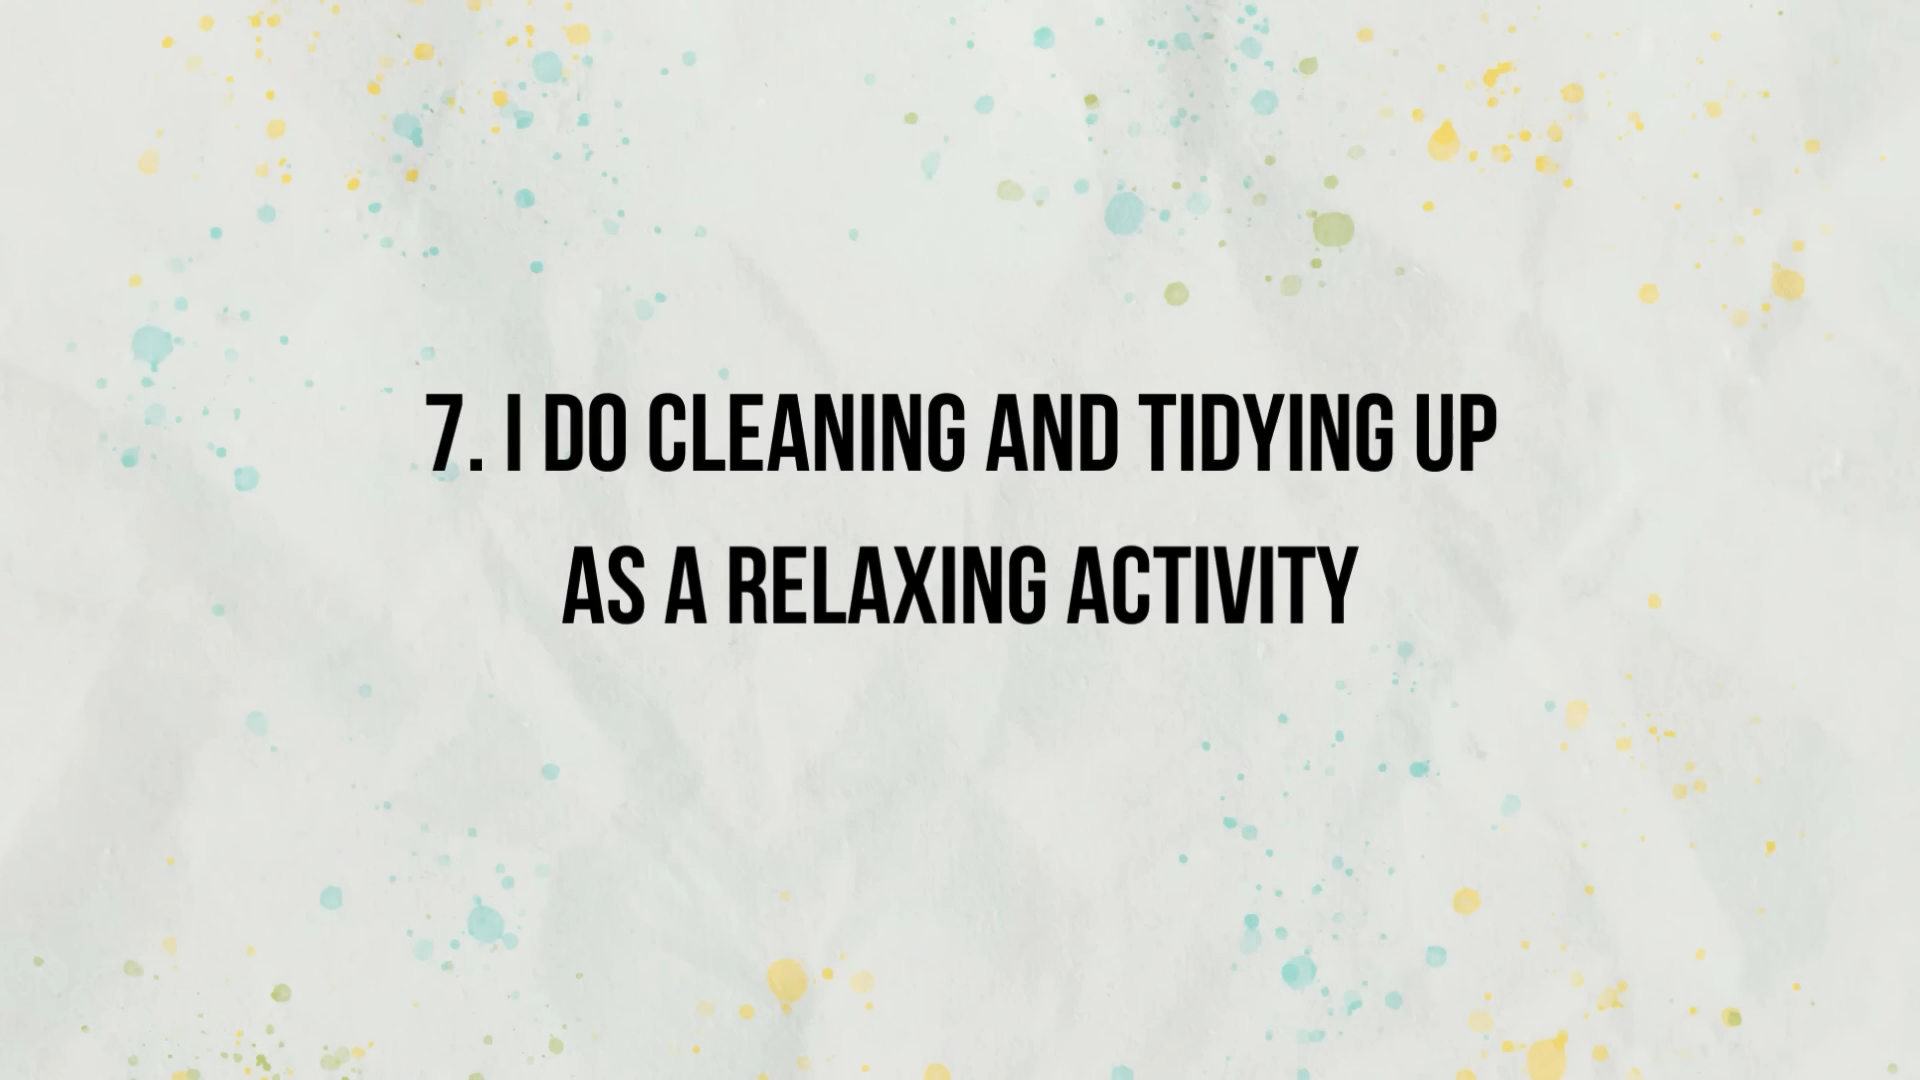 7. I DO CLEANING AND TIDYING UP
AS A RELAXING ACTIVITY